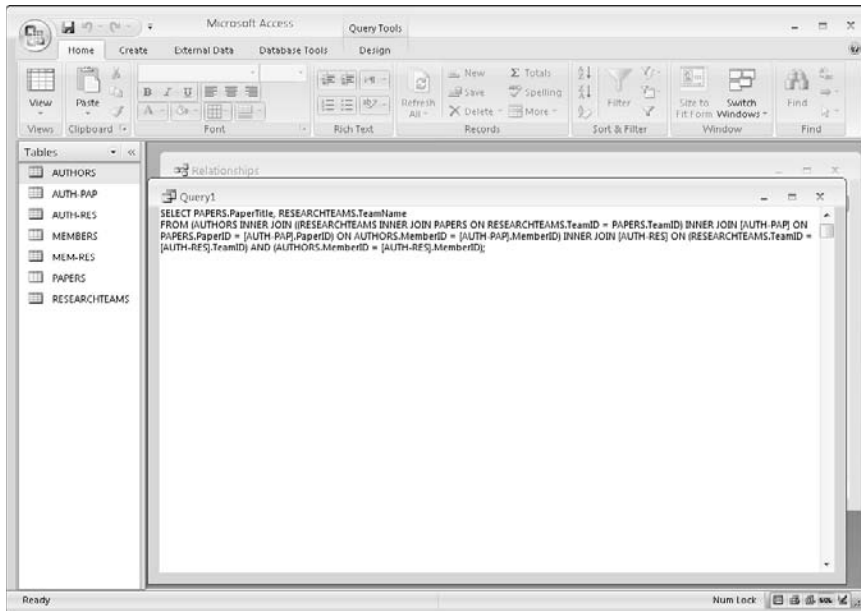 Microsoft Access
Query Tools
Home Create External Data Database Tools Design
View Paste
B I U
A
Refresh All
New
Save
Delete
Σ Totals
Spelling
More
Filter
Size to Fit Form
Switch Windows
Find
Views Clipboard Font Rich Text Records Sort & Filter Window Find
Tables
AUTHORS
AUTH-PAP
AUTH-RES
MEMBERS
MEM-RES
PAPERS
RESEARCHTEAMS
Relationships
Query1
SELECT PAPERS.PaperTitle, RESEARCHTEAMS.TeamName
FROM (AUTHORS INNER JOIN ((RESEARCHTEAMS INNER JOIN PAPERS ON RESEARCHTEAMS.TeamID = PAPERS.TeamID) INNER JOIN [AUTH-PAP] ON
PAPERS.PaperID = [AUTH-PAP].PaperID) ON AUTHORS.MemberID = [AUTH-PAP].MemberID) INNER JOIN [AUTH-RES] ON (RESEARCHTEAMS.TeamID =
[AUTH-RES].TeamID) AND (AUTHORS.MemberID = [AUTH-RES].MemberID);
Ready
Num Lock
SQL